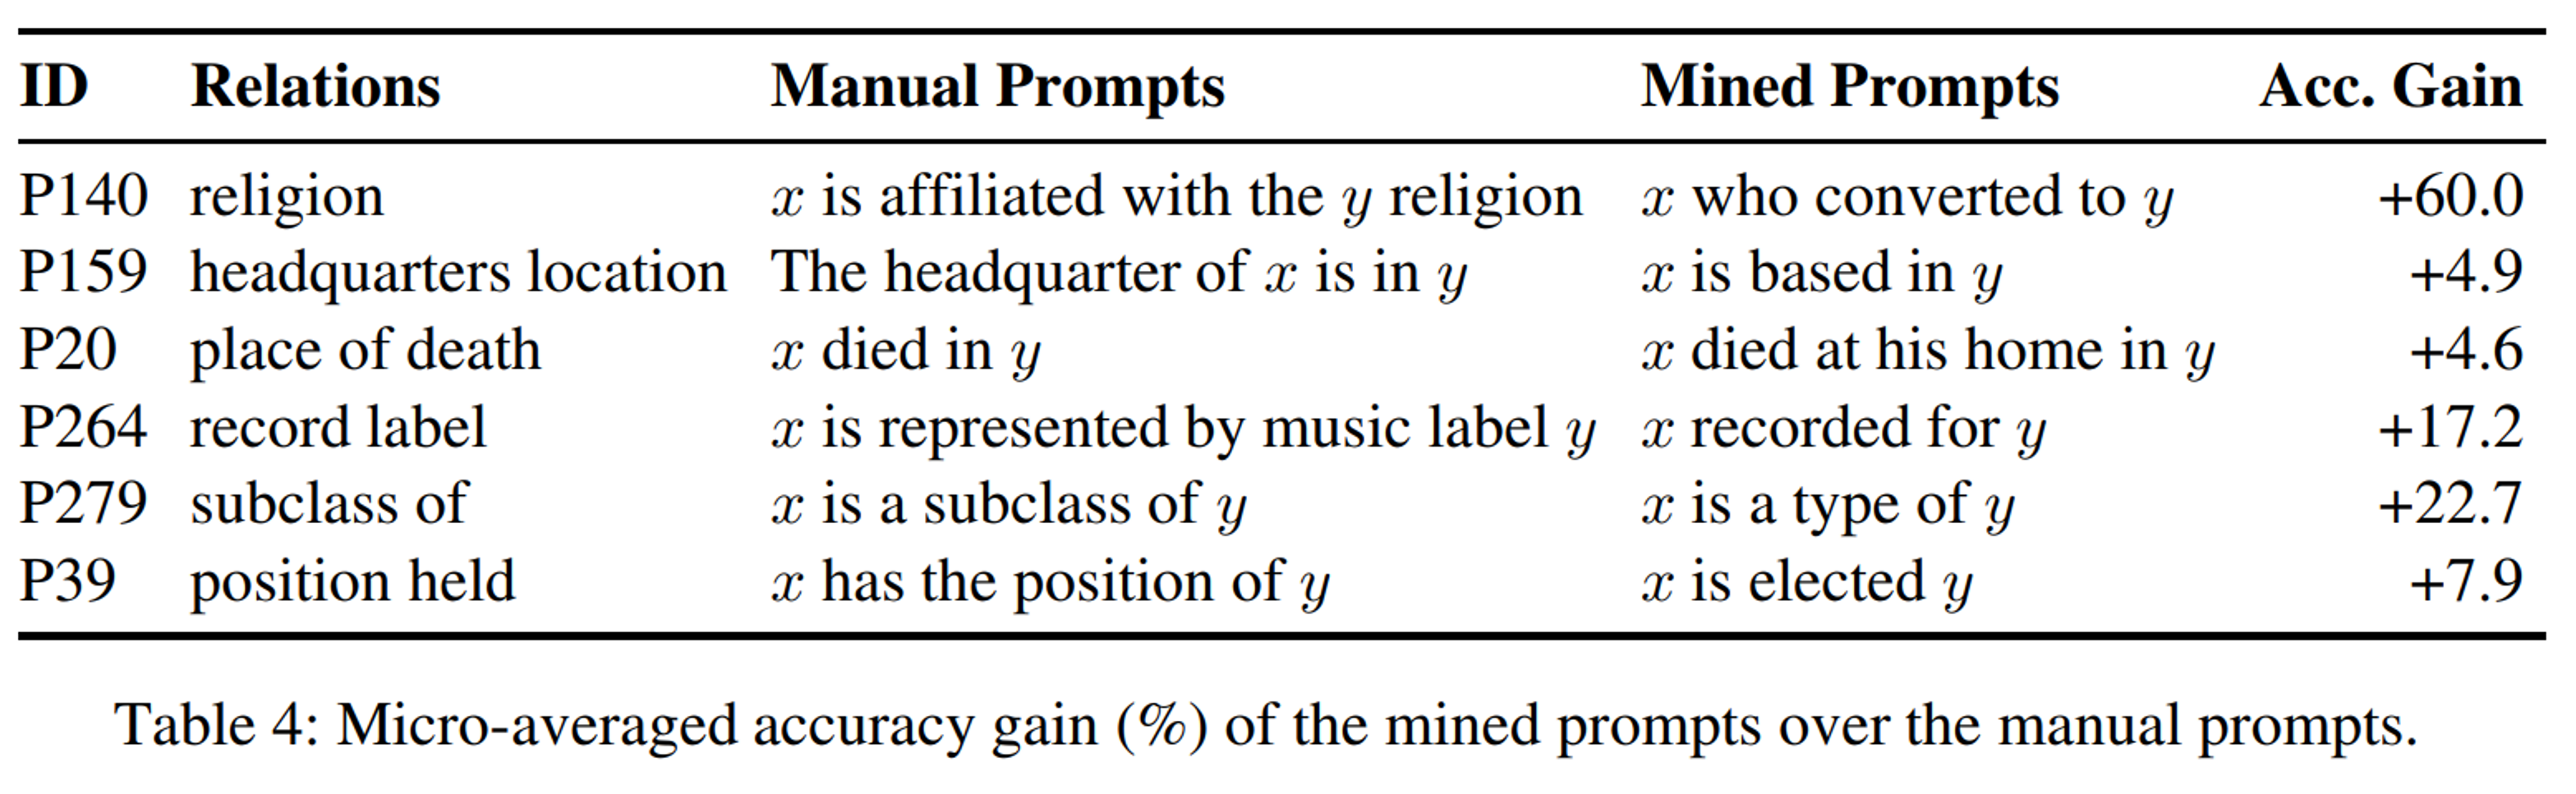 ID Relations Manual Prompts Mined Prompts Acc. Gain
P140 religion x is affiliated with the y religion x who converted to y +60.0
P159 headquarters location The headquarter of x is in y x is based in y +4.9
P20 place of death x died in y x died at his home in y +4.6
P264 record label x is represented by music label y x recorded for y +17.2
P279 subclass of x is a subclass of y x is a type of y +22.7
P39 position held x has the position of y x is elected y +7.9
Table 4: Micro-averaged accuracy gain (%) of the mined prompts over the manual prompts.